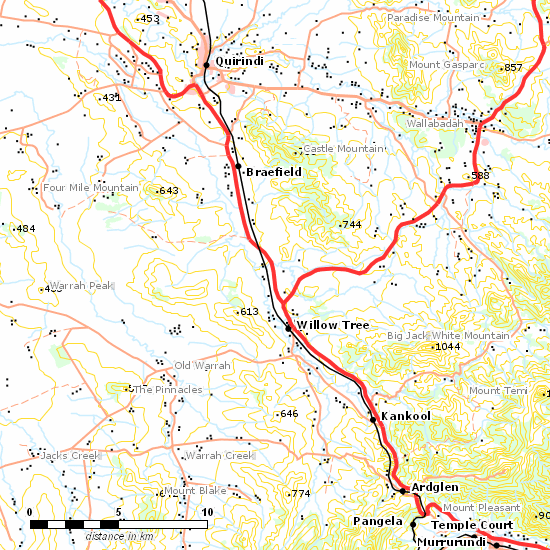 453
Paradise Mountain
Quirindi
Mount Gasparc
857
431
Wallabadah
Castle Mountain
Braefield
588
Four Mile Mountain
643
744
484
Warrah Peak
613
Willow Tree
Big Jack White Mountain
1044
Old Warrah
The Pinnacles
Mount Temi
646
Kankool
Jacks Creek
Warrah Creek
Mount Blake
774
Ardglen
Mount Pleasant
Pangela
Temple Court
Murrurundi
0 5 10
distance in km